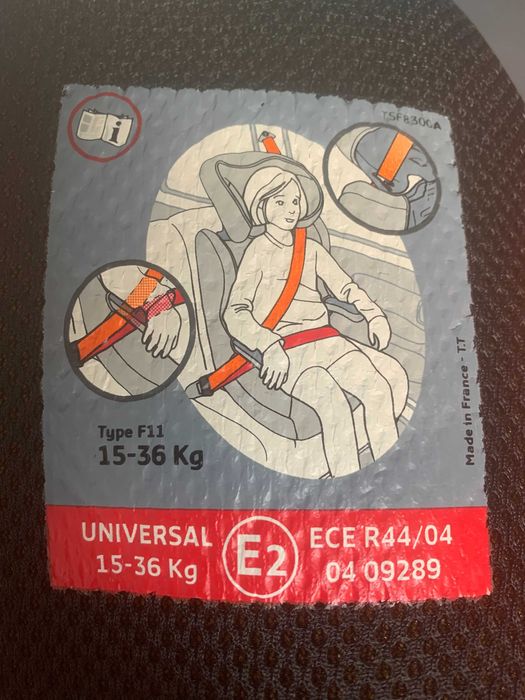 TSF8300A
i
Type F11
15-36 Kg
Made in France - T.T
UNIVERSAL
15-36 Kg
E2
ECE R44/04
04 09289